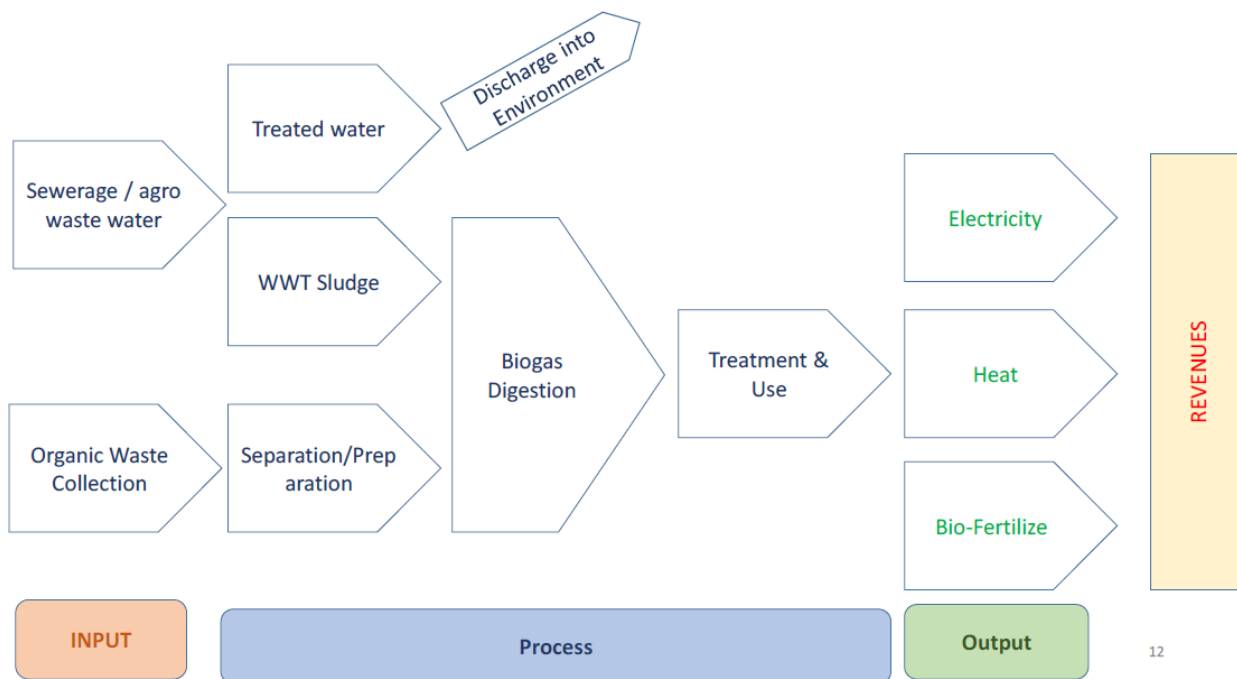 Discharge into
Environment
Treated water
Sewerage / agro
waste water
Electricity
WWT Sludge
Biogas
Digestion
Treatment &
Use
Heat
REVENUES
Organic Waste
Collection
Separation/Prep
aration
Bio-Fertilize
INPUT
Process
Output
12